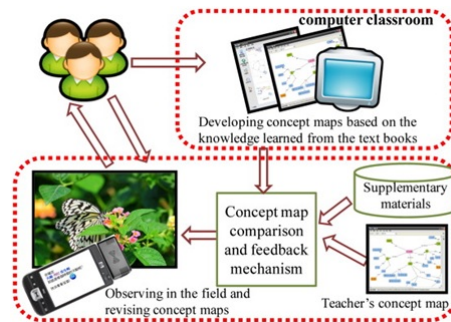 computer classroom
Developing concept maps based on the
knowledge learned from the text books
Supplementary
materials
Concept map
comparison
and feedback
mechanism
Observing in the field and
revising concept maps
Teacher's concept map